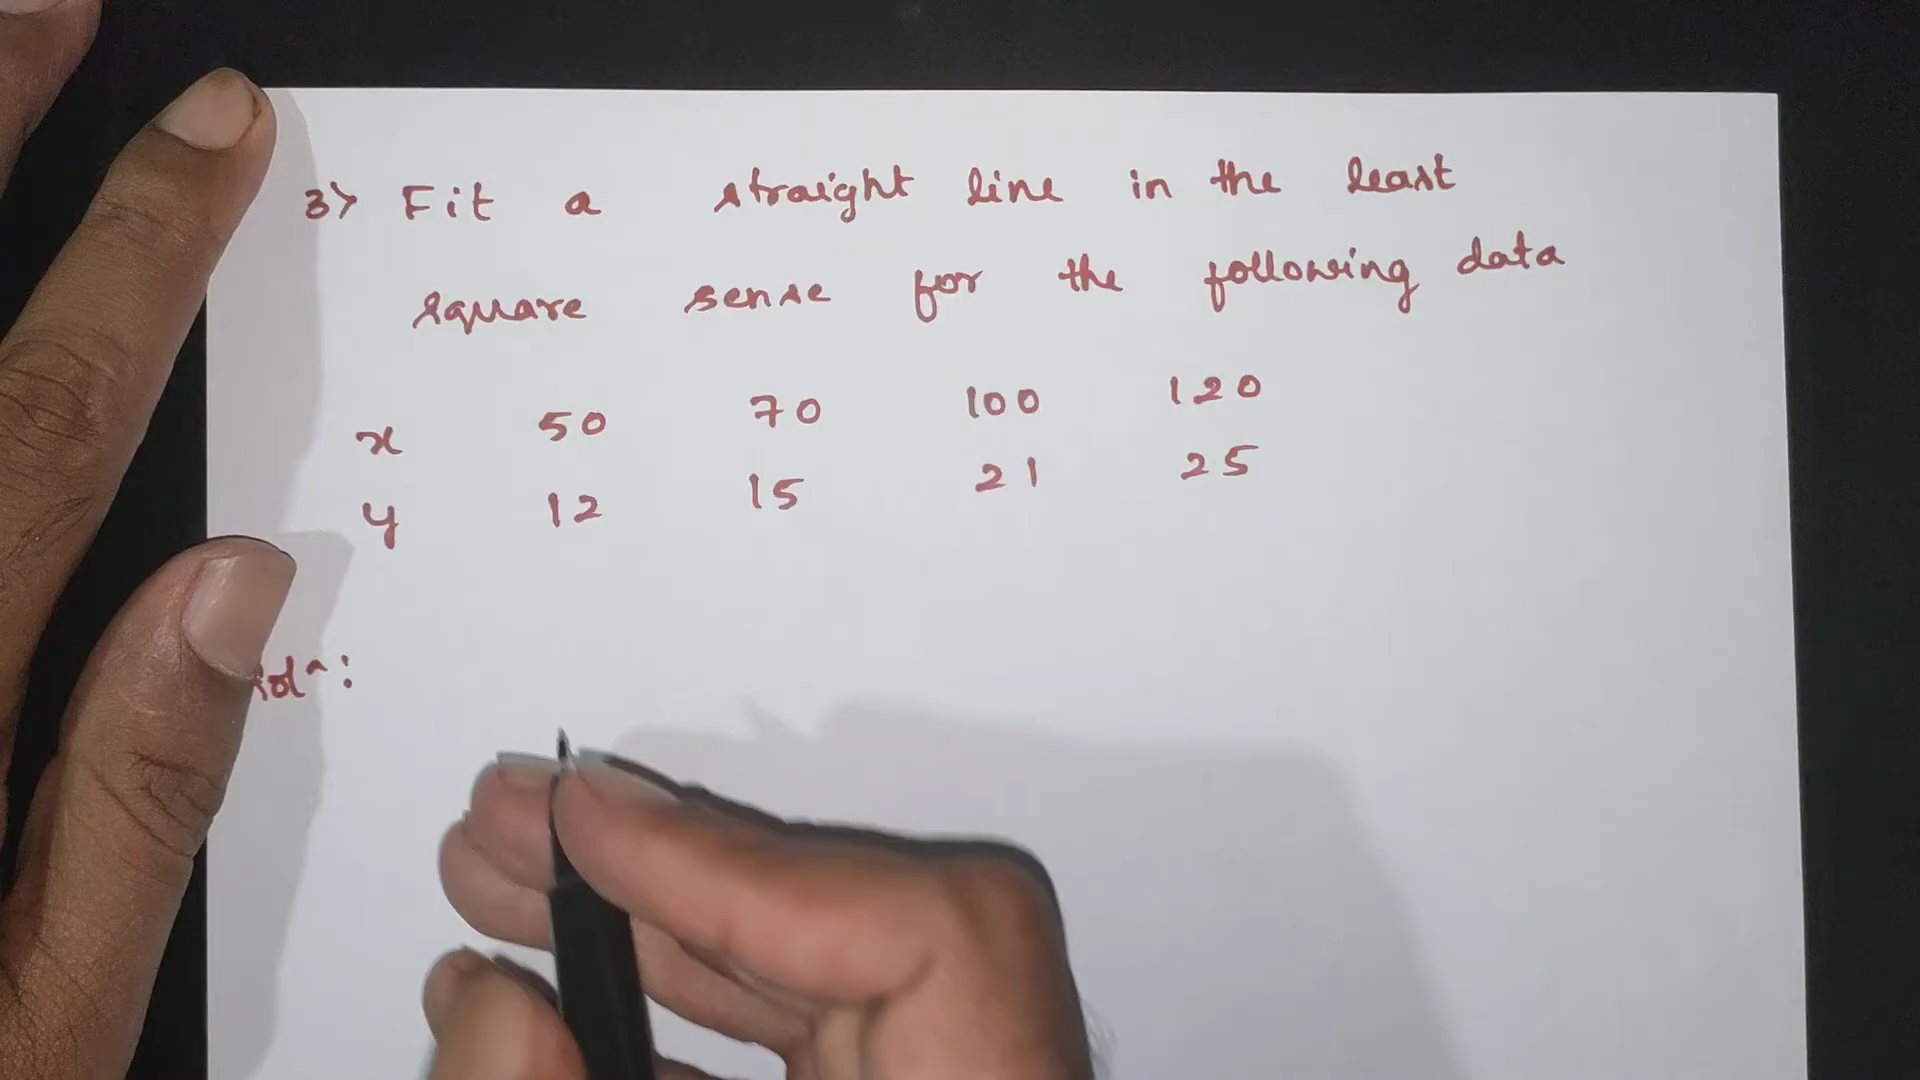 3> Fit a straight line in the least
square sense for the following data
x 50 70 100 120
y 12 15 21 25
Solⁿ: